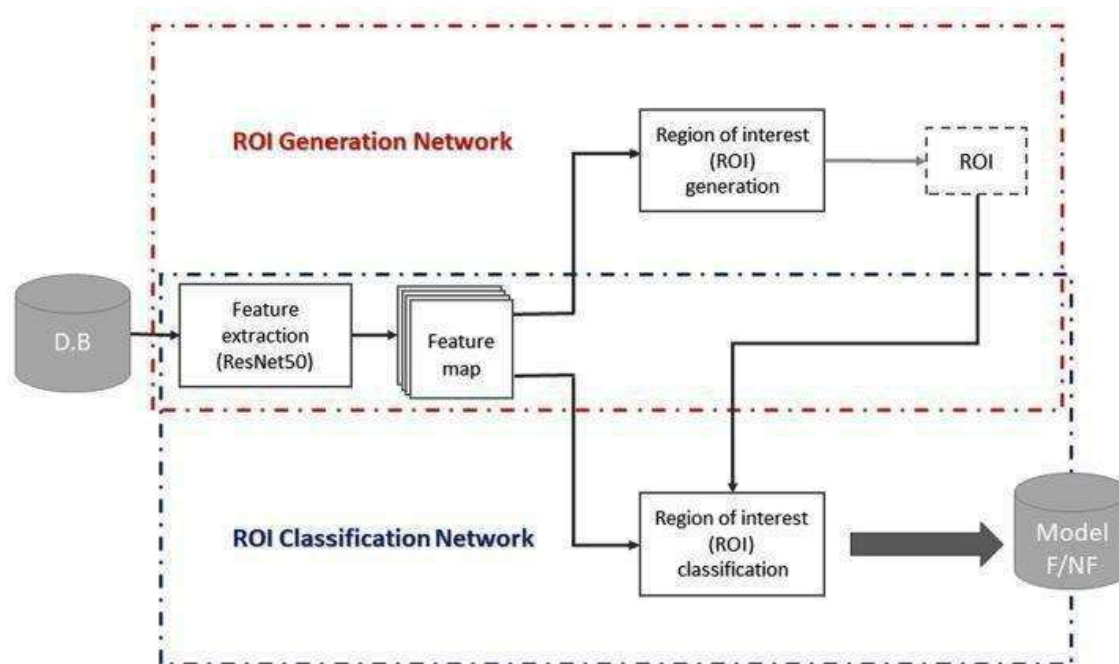 ROI Generation Network
Region of interest
(ROI)
generation
ROI
D.B
Feature
extraction
(ResNet50)
Feature
map
ROI Classification Network
Region of interest
(ROI)
classification
Model
F/NF